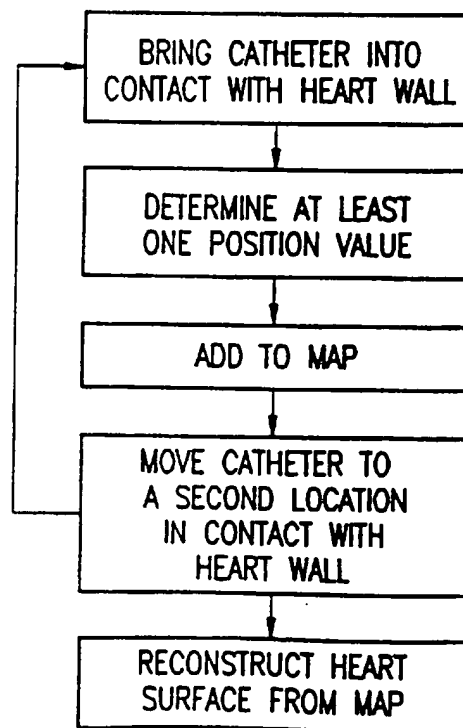 BRING CATHETER INTO
CONTACT WITH HEART WALL
DETERMINE AT LEAST
ONE POSITION VALUE
ADD TO MAP
MOVE CATHETER TO
A SECOND LOCATION
IN CONTACT WITH
HEART WALL
RECONSTRUCT HEART
SURFACE FROM MAP